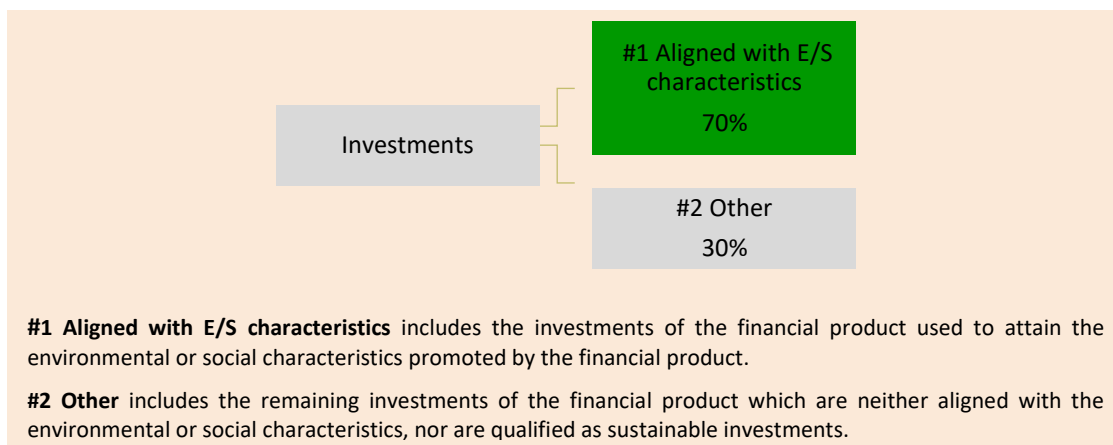 #1 Aligned with E/S
characteristics
70%
Investments
#2 Other
30%
#1 Aligned with E/S characteristics includes the investments of the financial product used to attain the
environmental or social characteristics promoted by the financial product.
#2 Other includes the remaining investments of the financial product which are neither aligned with the
environmental or social characteristics, nor are qualified as sustainable investments.